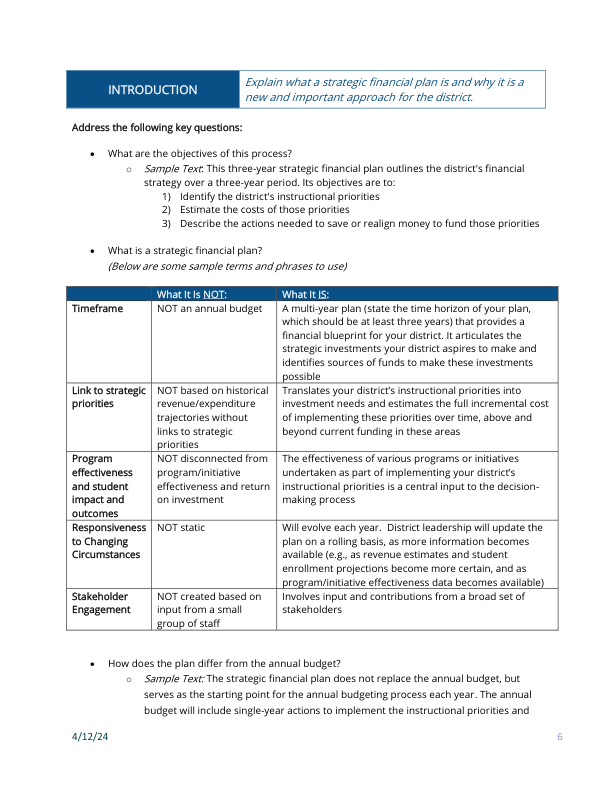 INTRODUCTION
Explain what a strategic financial plan is and why it is a
new and important approach for the district.
Address the following key questions:
• What are the objectives of this process?
o Sample Text: This three-year strategic financial plan outlines the district's financial
strategy over a three-year period. Its objectives are to:
1) Identify the district's instructional priorities
2) Estimate the costs of those priorities
3) Describe the actions needed to save or realign money to fund those priorities
• What is a strategic financial plan?
(Below are some sample terms and phrases to use)
What It Is NOT:
What It IS:
Timeframe
NOT an annual budget
A multi-year plan (state the time horizon of your plan,
which should be at least three years) that provides a
financial blueprint for your district. It articulates the
strategic investments your district aspires to make and
identifies sources of funds to make these investments
possible
Link to strategic
priorities
NOT based on historical
revenue/expenditure
trajectories without
links to strategic
priorities
Translates your district's instructional priorities into
investment needs and estimates the full incremental cost
of implementing these priorities over time, above and
beyond current funding in these areas
Program
effectiveness
and student
impact and
outcomes
NOT disconnected from
program/initiative
effectiveness and return
on investment
The effectiveness of various programs or initiatives
undertaken as part of implementing your district's
instructional priorities is a central input to the decision-
making process
Responsiveness
to Changing
Circumstances
NOT static
Will evolve each year.  District leadership will update the
plan on a rolling basis, as more information becomes
available (e.g., as revenue estimates and student
enrollment projections become more certain, and as
program/initiative effectiveness data becomes available)
Stakeholder
Engagement
NOT created based on
input from a small
group of staff
Involves input and contributions from a broad set of
stakeholders
• How does the plan differ from the annual budget?
o Sample Text: The strategic financial plan does not replace the annual budget, but
serves as the starting point for the annual budgeting process each year. The annual
budget will include single-year actions to implement the instructional priorities and
4/12/24
6